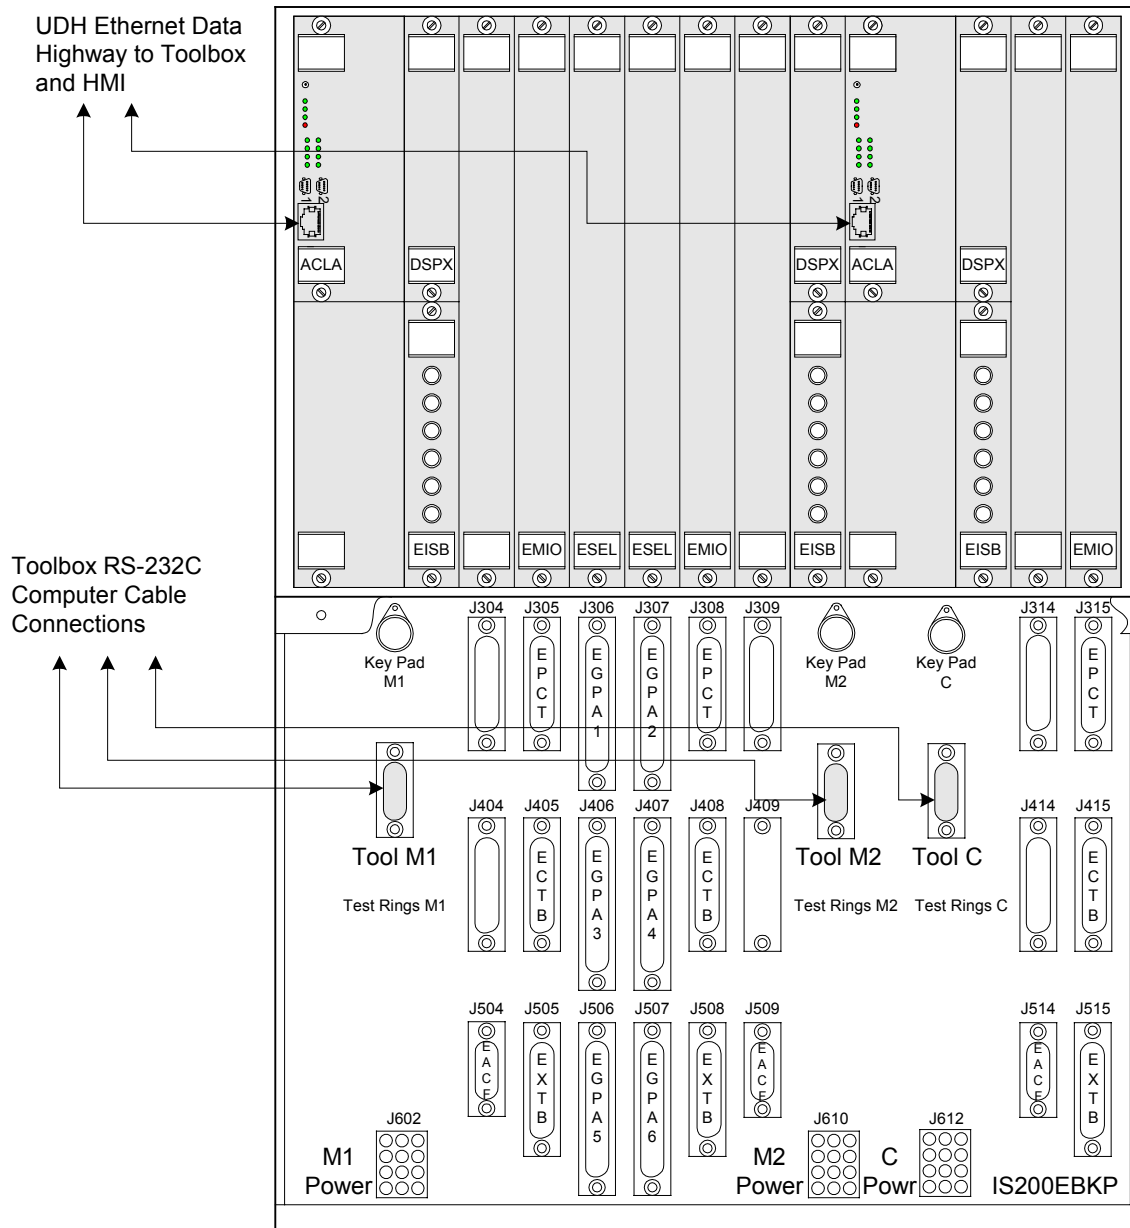 UDH Ethernet Data
Highway to Toolbox
and HMI
1 2
1 2
ACLA DSPX DSPX ACLA DSPX
EISB EMIO ESEL ESEL EMIO EISB EISB EMIO
Toolbox RS-232C
Computer Cable
Connections
J304 J305 J306 J307 J308 J309 J314 J315
Key Pad
M1
EPCT
EGPA1
EGPA2
EPCT
Key Pad
M2
Key Pad
C
EPCT
J404 J405 J406 J407 J408 J409 J414 J415
Tool M1
Tool M2
Tool C
ECTB
EGPA3
EGPA4
ECTB
ECTB
Test Rings M1
Test Rings M2
Test Rings C
J504 J505 J506 J507 J508 J509 J514 J515
EACF
EXTB
EGPA5
EGPA6
EXTB
EACF
EACF
EXTB
J602 J610 J612
M1
Power
M2
Power
C
Powr
IS200EBKP